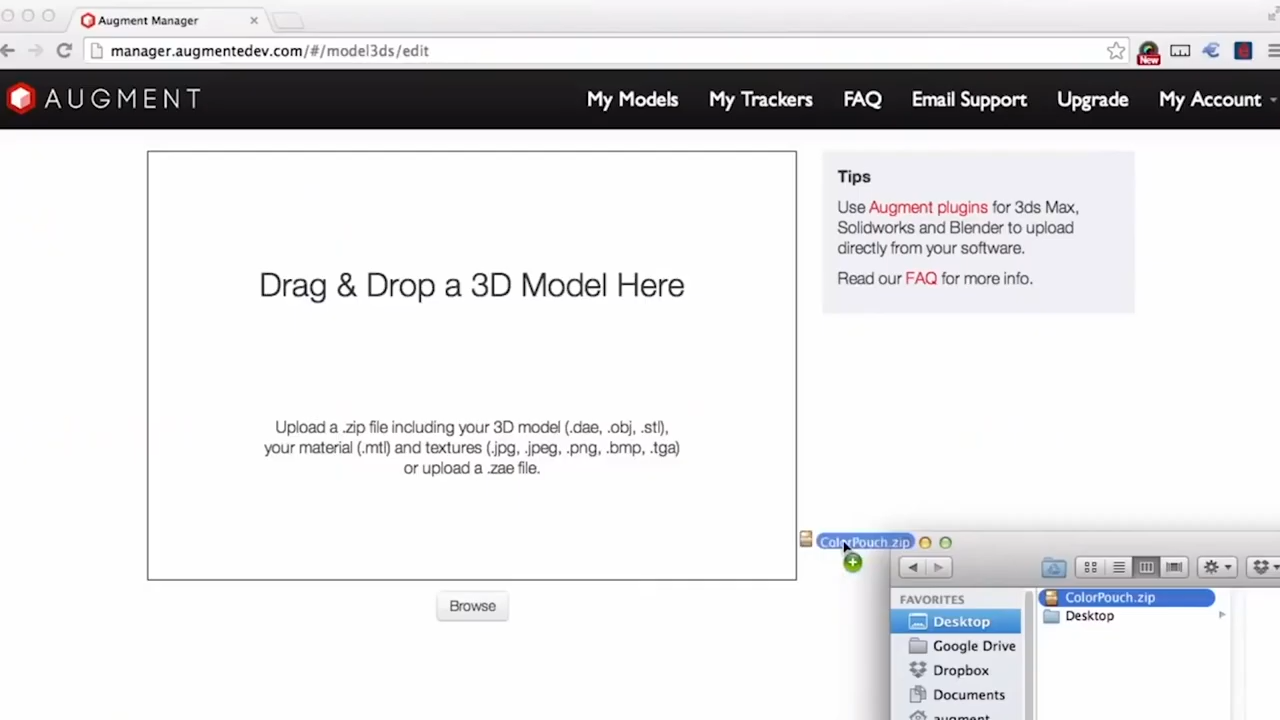 Augment Manager
manager.augmentedev.com/#/model3ds/edit
New
AUGMENT
My Models
My Trackers
FAQ
Email Support
Upgrade
My Account
Drag & Drop a 3D Model Here
Upload a .zip file including your 3D model (.dae, .obj, .stl),
your material (.mtl) and textures (.jpg, .jpeg, .png, .bmp, .tga)
or upload a .zae file.
Browse
Tips
Use Augment plugins for 3ds Max,
Solidworks and Blender to upload
directly from your software.
Read our FAQ for more info.
ColorPouch.zip
FAVORITES
Desktop
Google Drive
Dropbox
Documents
augment
ColorPouch.zip
Desktop